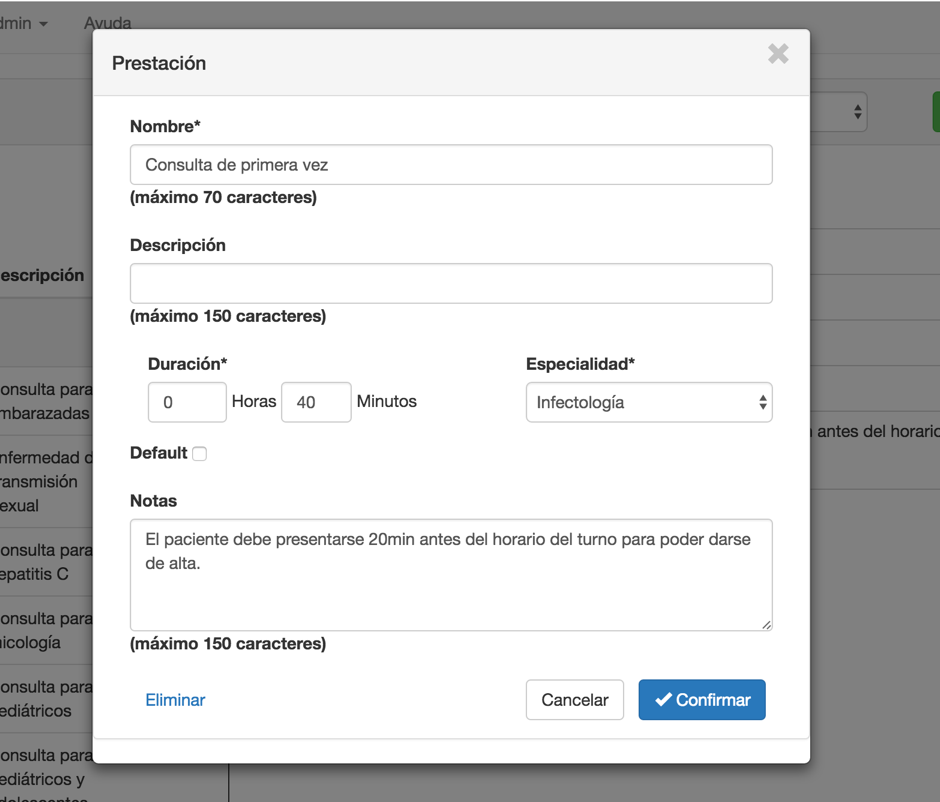 Ayuda
Prestación
Nombre*
Consulta de primera vez
(máximo 70 caracteres)
Descripción
(máximo 150 caracteres)
Duración*
Especialidad*
0
Horas
40
Minutos
Infectología
Default
Notas
El paciente debe presentarse 20min antes del horario del turno para poder darse
de alta.
(máximo 150 caracteres)
Eliminar
Cancelar
Confirmar
dmin
escripción
onsulta para
mbarazadas
nfermedad d
ransmisión
exual
onsulta para
epatitis C
onsulta para
icología
onsulta para
ediátricos
onsulta para
ediátricos y
antes del horario